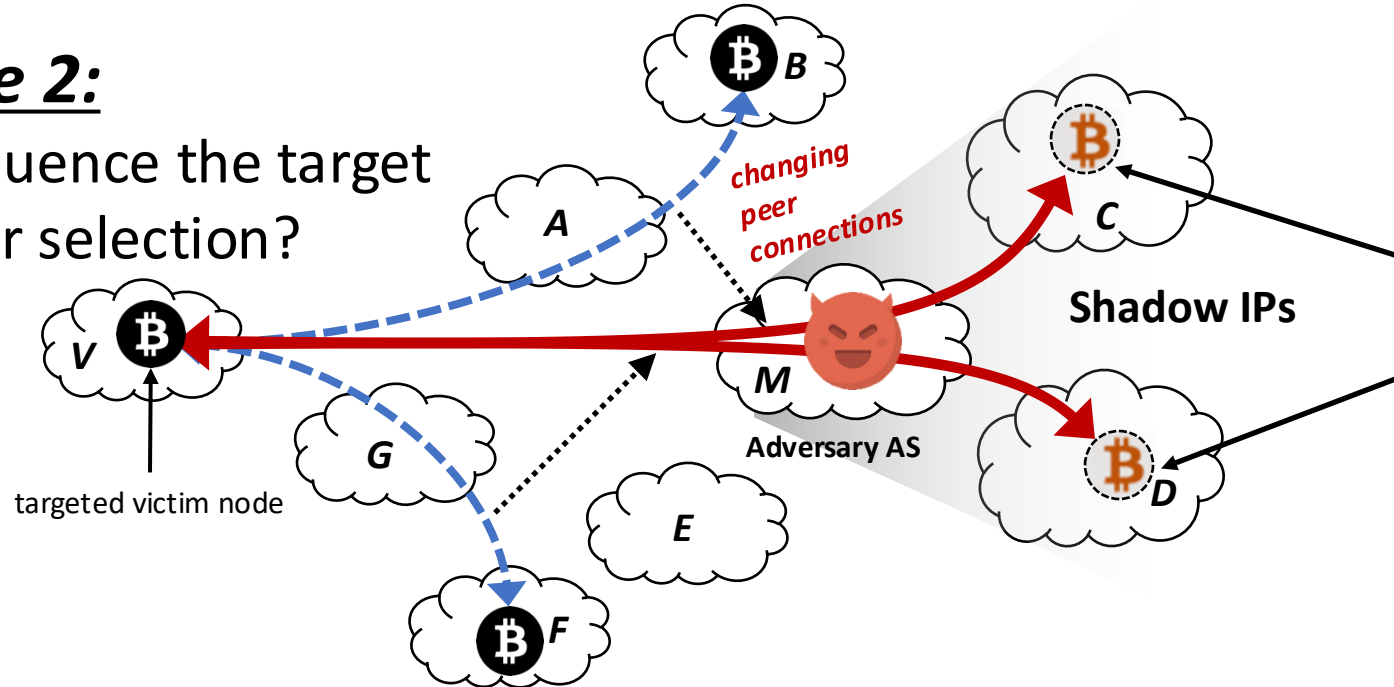 e 2:
uence the target
r selection?
B
changing
peer
connections
A
C
V
Shadow IPs
M
Adversary AS
G
D
targeted victim node
E
F